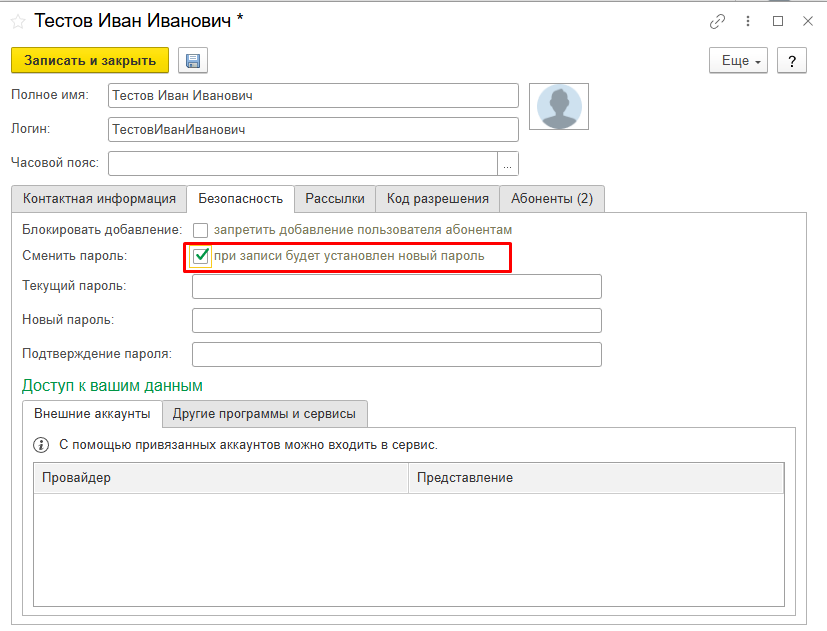 Тестов Иван Иванович *
Записать и закрыть Еще ?
Полное имя: Тестов Иван Иванович
Логин: ТестовИванИванович
Часовой пояс: ...
Контактная информация Безопасность Рассылки Код разрешения Абоненты (2)
Блокировать добавление: запретить добавление пользователя абонентам
Сменить пароль: при записи будет установлен новый пароль
Текущий пароль:
Новый пароль:
Подтверждение пароля:
Доступ к вашим данным
Внешние аккаунты Другие программы и сервисы
С помощью привязанных аккаунтов можно входить в сервис.
Провайдер Представление